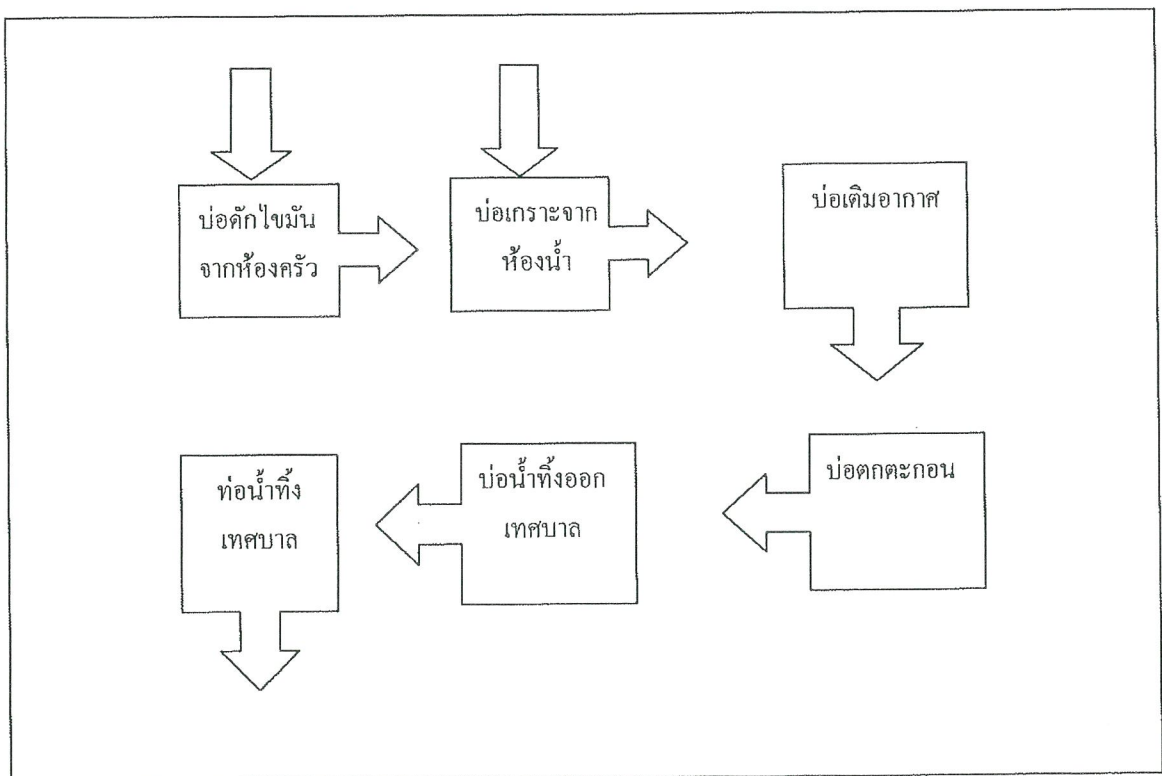 บ่อดักไขมัน
จากห้องครัว
บ่อเกราะจาก
ห้องน้ำ
บ่อเติมอากาศ
ท่อน้ำทิ้ง
เทศบาล
บ่อน้ำทิ้งออก
เทศบาล
บ่อตกตะกอน